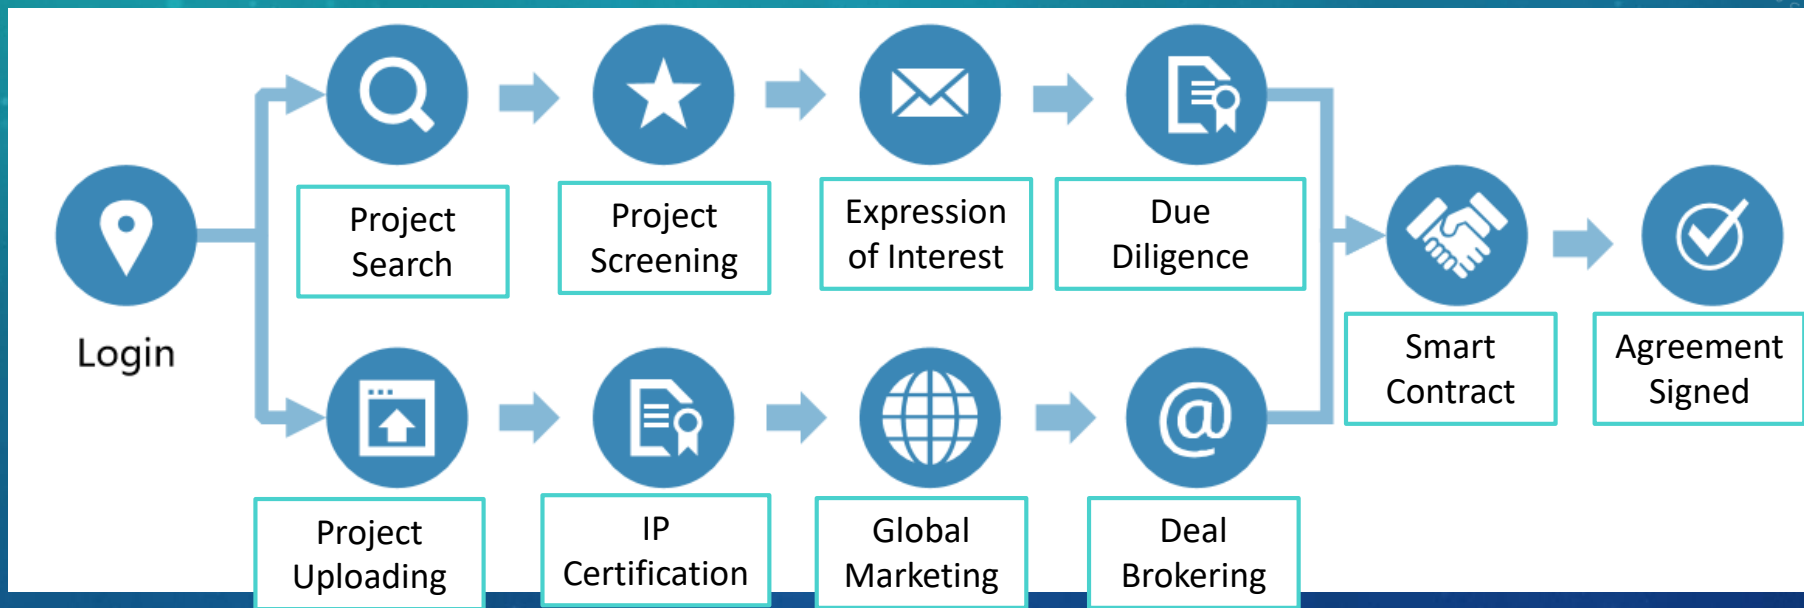 Login
Project
Search
Project
Screening
Expression
of Interest
Due
Diligence
Project
Uploading
IP
Certification
Global
Marketing
@
Deal
Brokering
Smart
Contract
Agreement
Signed